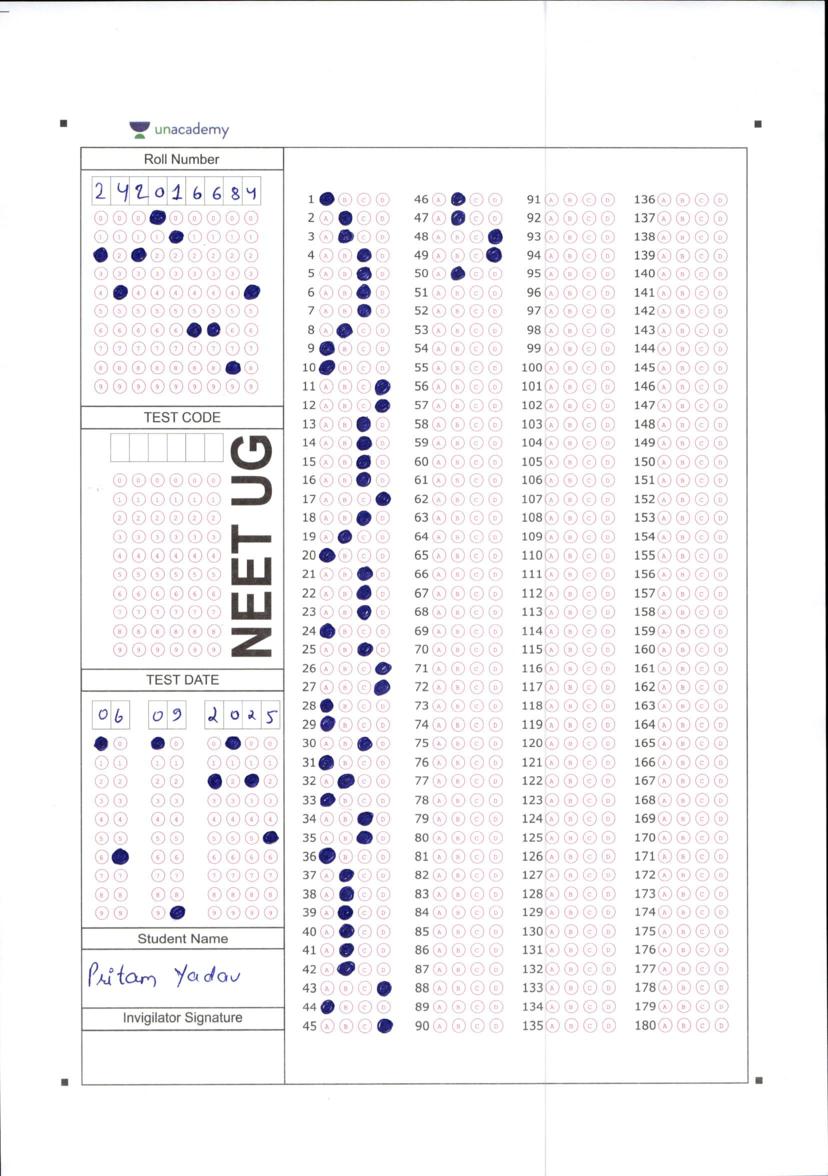 unacademy
Roll Number
2 4 2 0 1 6 6 8 4
TEST CODE
NEET UG
TEST DATE
0 6 0 9 2 0 2 5
Student Name
Pritam Yadav
Invigilator Signature
1 B C D 46 A C D 91 A B C D 136 A B C D
2 A C D 47 A C D 92 A B C D 137 A B C D
3 A C D 48 A B C 93 A B C D 138 A B C D
4 A B D 49 A B C 94 A B C D 139 A B C D
5 A B D 50 A C D 95 A B C D 140 A B C D
6 A B D 51 A B C D 96 A B C D 141 A B C D
7 A B D 52 A B C D 97 A B C D 142 A B C D
8 A C D 53 A B C D 98 A B C D 143 A B C D
9 B C D 54 A B C D 99 A B C D 144 A B C D
10 B C D 55 A B C D 100 A B C D 145 A B C D
11 A B C 56 A B C D 101 A B C D 146 A B C D
12 A B C 57 A B C D 102 A B C D 147 A B C D
13 A B D 58 A B C D 103 A B C D 148 A B C D
14 A B D 59 A B C D 104 A B C D 149 A B C D
15 A B D 60 A B C D 105 A B C D 150 A B C D
16 A B D 61 A B C D 106 A B C D 151 A B C D
17 A B C 62 A B C D 107 A B C D 152 A B C D
18 A B D 63 A B C D 108 A B C D 153 A B C D
19 A C D 64 A B C D 109 A B C D 154 A B C D
20 B C D 65 A B C D 110 A B C D 155 A B C D
21 A B D 66 A B C D 111 A B C D 156 A B C D
22 A B D 67 A B C D 112 A B C D 157 A B C D
23 A B D 68 A B C D 113 A B C D 158 A B C D
24 B C D 69 A B C D 114 A B C D 159 A B C D
25 A B D 70 A B C D 115 A B C D 160 A B C D
26 A B C 71 A B C D 116 A B C D 161 A B C D
27 A B C 72 A B C D 117 A B C D 162 A B C D
28 B C D 73 A B C D 118 A B C D 163 A B C D
29 B C D 74 A B C D 119 A B C D 164 A B C D
30 A B D 75 A B C D 120 A B C D 165 A B C D
31 B C D 76 A B C D 121 A B C D 166 A B C D
32 A C D 77 A B C D 122 A B C D 167 A B C D
33 B C D 78 A B C D 123 A B C D 168 A B C D
34 A B D 79 A B C D 124 A B C D 169 A B C D
35 A B D 80 A B C D 125 A B C D 170 A B C D
36 B C D 81 A B C D 126 A B C D 171 A B C D
37 A C D 82 A B C D 127 A B C D 172 A B C D
38 A C D 83 A B C D 128 A B C D 173 A B C D
39 A C D 84 A B C D 129 A B C D 174 A B C D
40 A C D 85 A B C D 130 A B C D 175 A B C D
41 A C D 86 A B C D 131 A B C D 176 A B C D
42 A C D 87 A B C D 132 A B C D 177 A B C D
43 A B C 88 A B C D 133 A B C D 178 A B C D
44 B C D 89 A B C D 134 A B C D 179 A B C D
45 A B C 90 A B C D 135 A B C D 180 A B C D